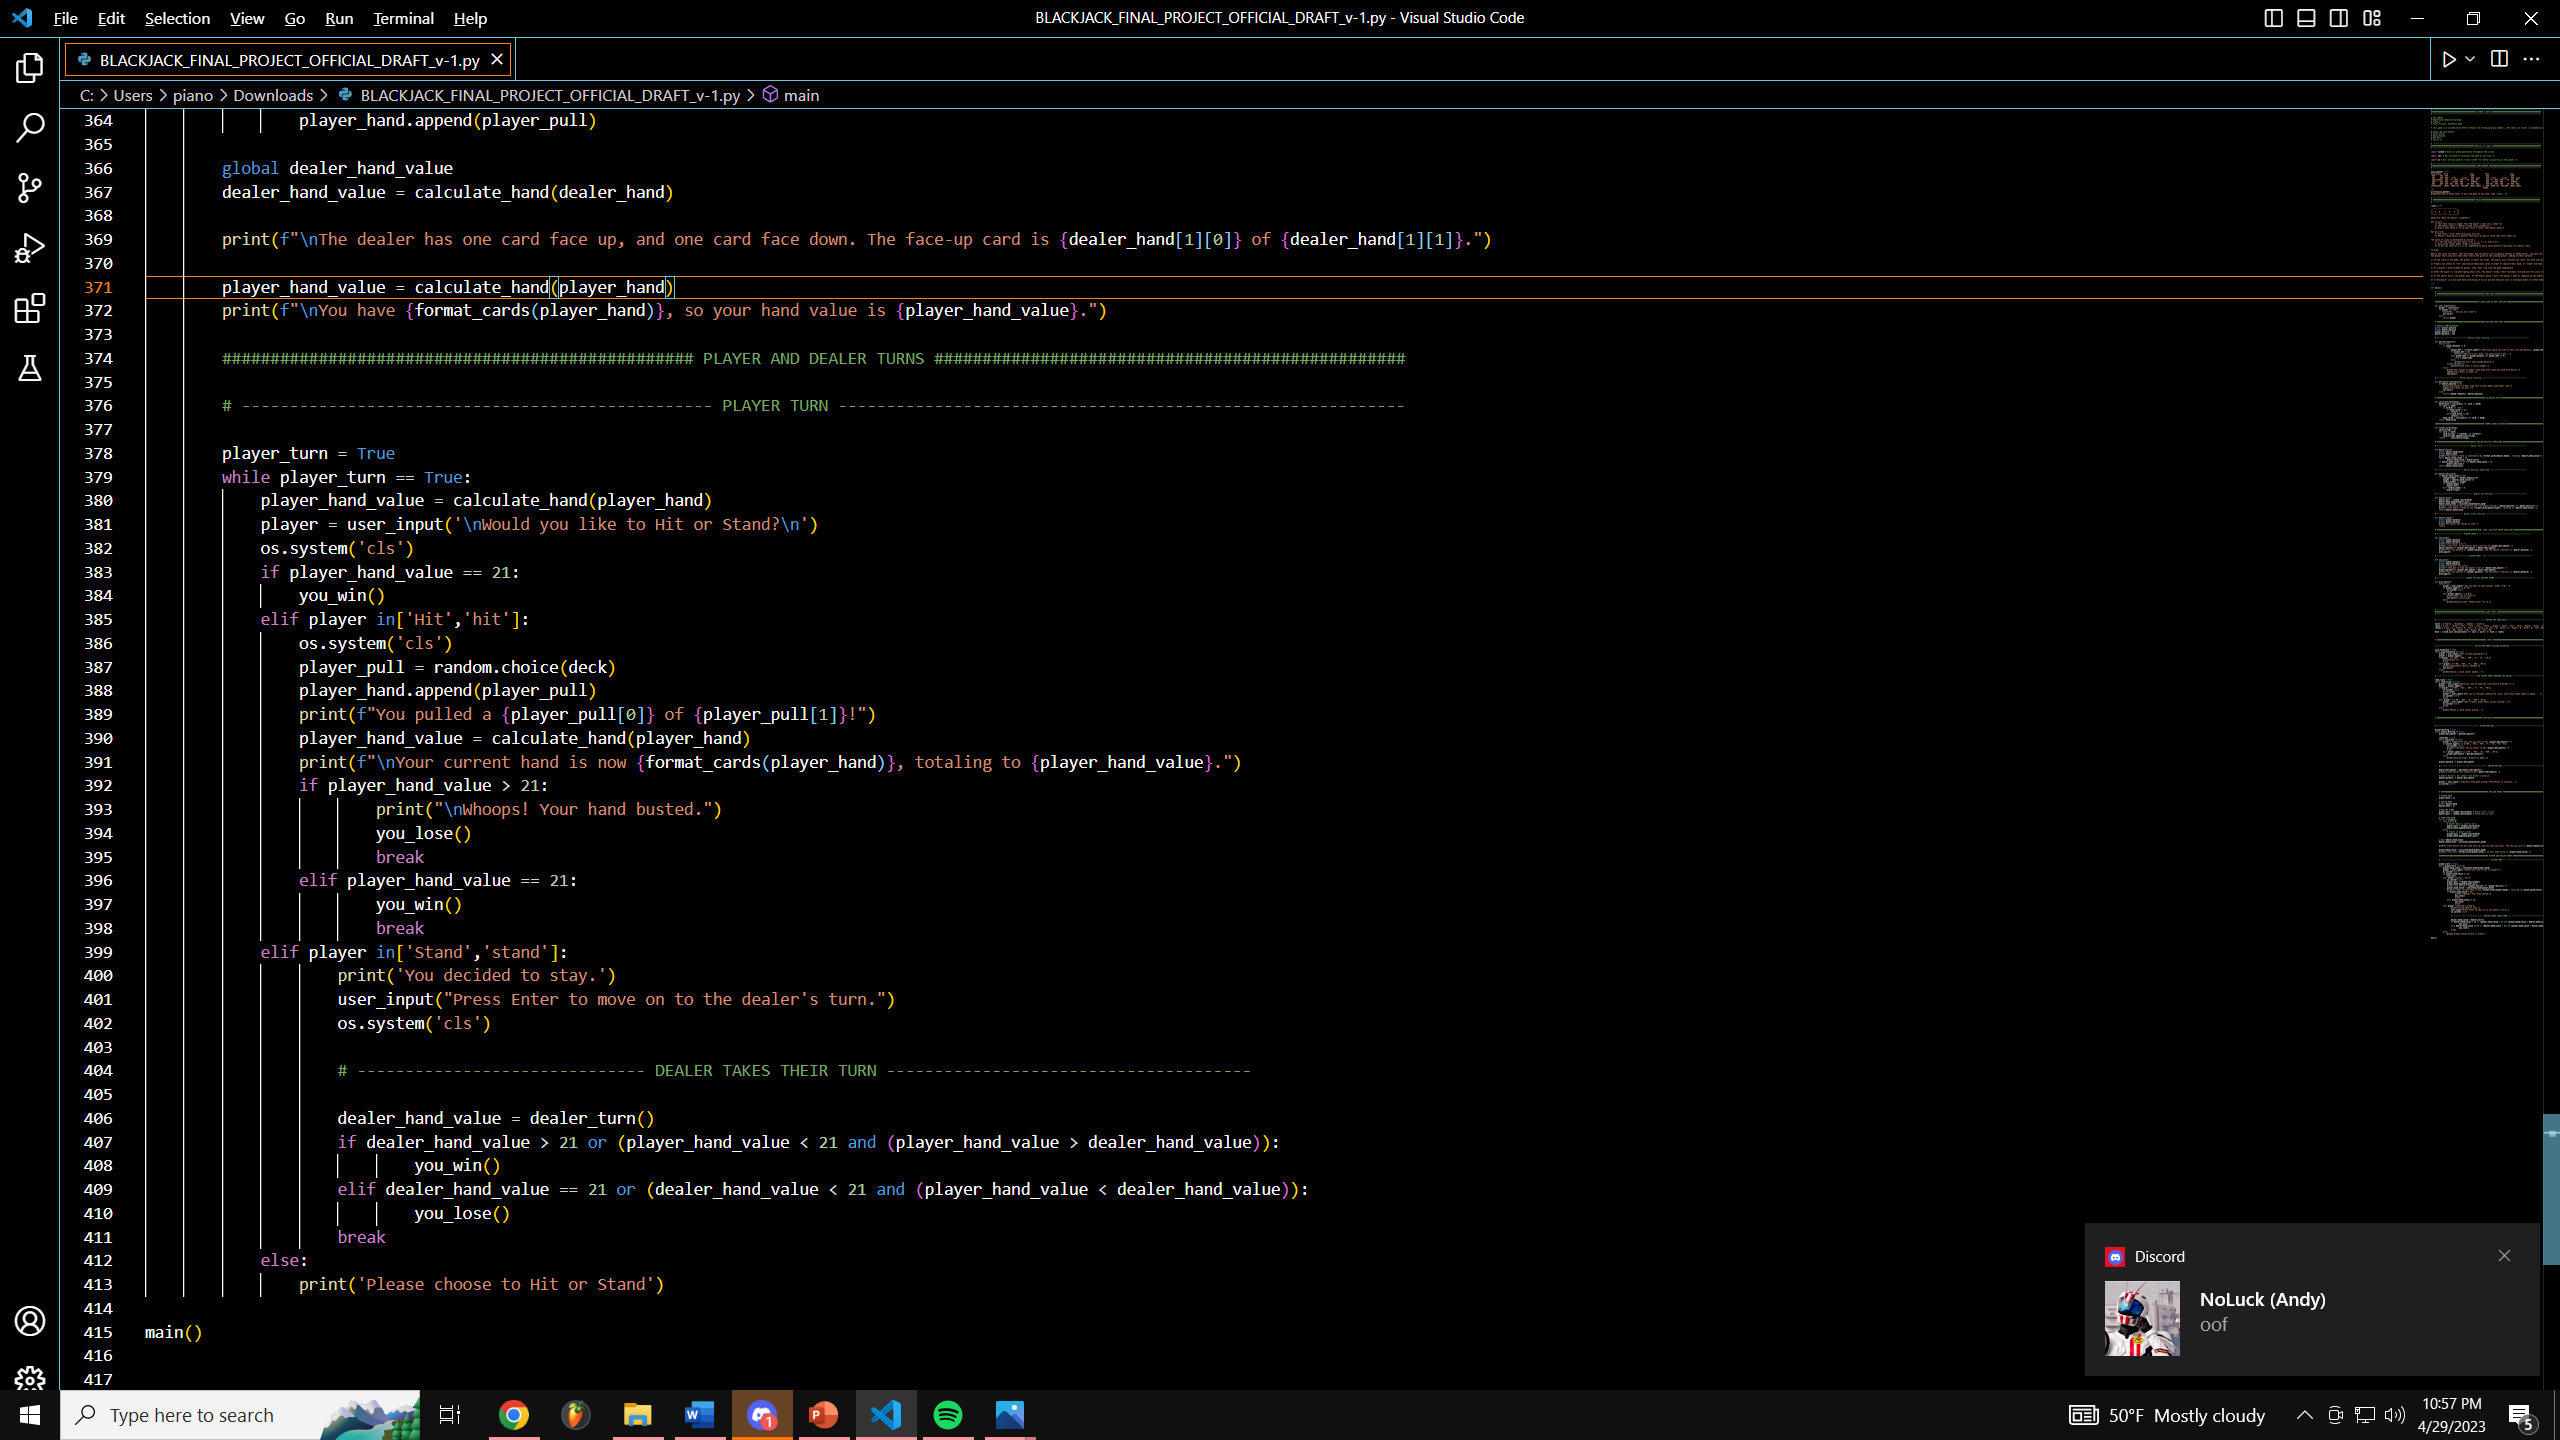 File Edit Selection View Go Run Terminal Help
BLACKJACK_FINAL_PROJECT_OFFICIAL_DRAFT_v-1.py - Visual Studio Code
BLACKJACK_FINAL_PROJECT_OFFICIAL_DRAFT_v-1.py
C: > Users > piano > Downloads > BLACKJACK_FINAL_PROJECT_OFFICIAL_DRAFT_v-1.py > main
364 player_hand.append(player_pull)
365
366 global dealer_hand_value
367 dealer_hand_value = calculate_hand(dealer_hand)
368
369 print(f"\nThe dealer has one card face up, and one card face down. The face-up card is {dealer_hand[1][0]} of {dealer_hand[1][1]}.")
370
371 player_hand_value = calculate_hand(player_hand)
372 print(f"\nYou have {format_cards(player_hand)}, so your hand value is {player_hand_value}.")
373
374 ################################################# PLAYER AND DEALER TURNS #################################################
375
376 # ------------------------------------------------- PLAYER TURN -----------------------------------------------------------
377
378 player_turn = True
379 while player_turn == True:
380 player_hand_value = calculate_hand(player_hand)
381 player = user_input('\nWould you like to Hit or Stand?\n')
382 os.system('cls')
383 if player_hand_value == 21:
384 you_win()
385 elif player in['Hit','hit']:
386 os.system('cls')
387 player_pull = random.choice(deck)
388 player_hand.append(player_pull)
389 print(f"You pulled a {player_pull[0]} of {player_pull[1]}!")
390 player_hand_value = calculate_hand(player_hand)
391 print(f"\nYour current hand is now {format_cards(player_hand)}, totaling to {player_hand_value}.")
392 if player_hand_value > 21:
393 print("\nWhoops! Your hand busted.")
394 you_lose()
395 break
396 elif player_hand_value == 21:
397 you_win()
398 break
399 elif player in['Stand','stand']:
400 print('You decided to stay.')
401 user_input("Press Enter to move on to the dealer's turn.")
402 os.system('cls')
403
404 # ------------------------------ DEALER TAKES THEIR TURN --------------------------------------
405
406 dealer_hand_value = dealer_turn()
407 if dealer_hand_value > 21 or (player_hand_value < 21 and (player_hand_value > dealer_hand_value)):
408 you_win()
409 elif dealer_hand_value == 21 or (dealer_hand_value < 21 and (player_hand_value < dealer_hand_value)):
410 you_lose()
411 break
412 else:
413 print('Please choose to Hit or Stand')
414
415 main()
416
417
Blackjack
Discord
NoLuck (Andy)
oof
Type here to search
1
50°F Mostly cloudy
10:57 PM
4/29/2023
5